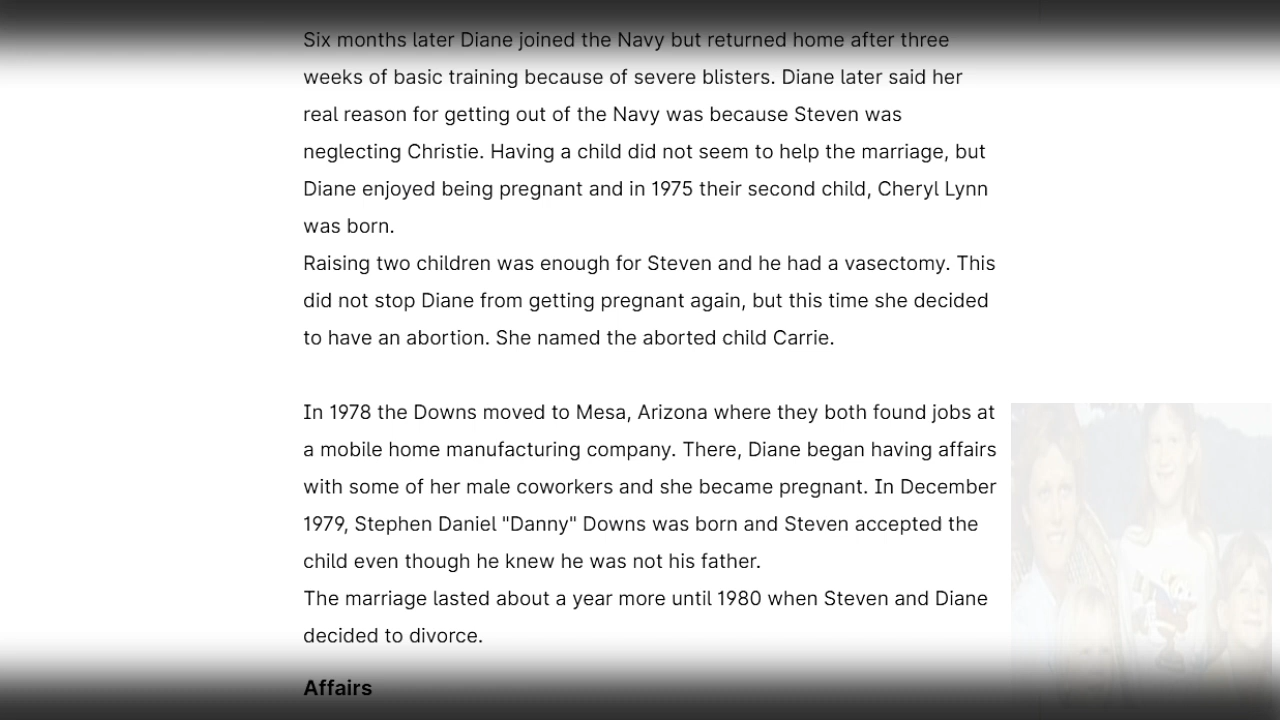 Six months later Diane joined the Navy but returned home after three
weeks of basic training because of severe blisters. Diane later said her
real reason for getting out of the Navy was because Steven was
neglecting Christie. Having a child did not seem to help the marriage, but
Diane enjoyed being pregnant and in 1975 their second child, Cheryl Lynn
was born.
Raising two children was enough for Steven and he had a vasectomy. This
did not stop Diane from getting pregnant again, but this time she decided
to have an abortion. She named the aborted child Carrie.
In 1978 the Downs moved to Mesa, Arizona where they both found jobs at
a mobile home manufacturing company. There, Diane began having affairs
with some of her male coworkers and she became pregnant. In December
1979, Stephen Daniel "Danny" Downs was born and Steven accepted the
child even though he knew he was not his father.
The marriage lasted about a year more until 1980 when Steven and Diane
decided to divorce.
Affairs